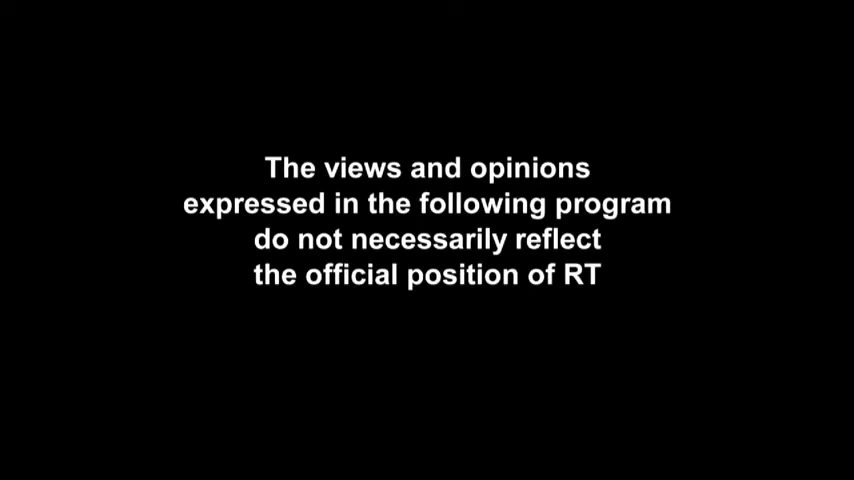 The views and opinions
expressed in the following program
do not necessarily reflect
the official position of RT